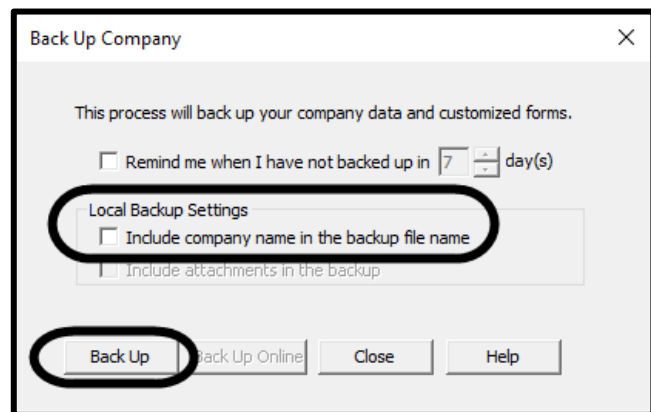 Back Up Company
This process will back up your company data and customized forms.
Remind me when I have not backed up in 7 day(s)
Local Backup Settings
Include company name in the backup file name
Include attachments in the backup
Back Up Back Up Online Close Help